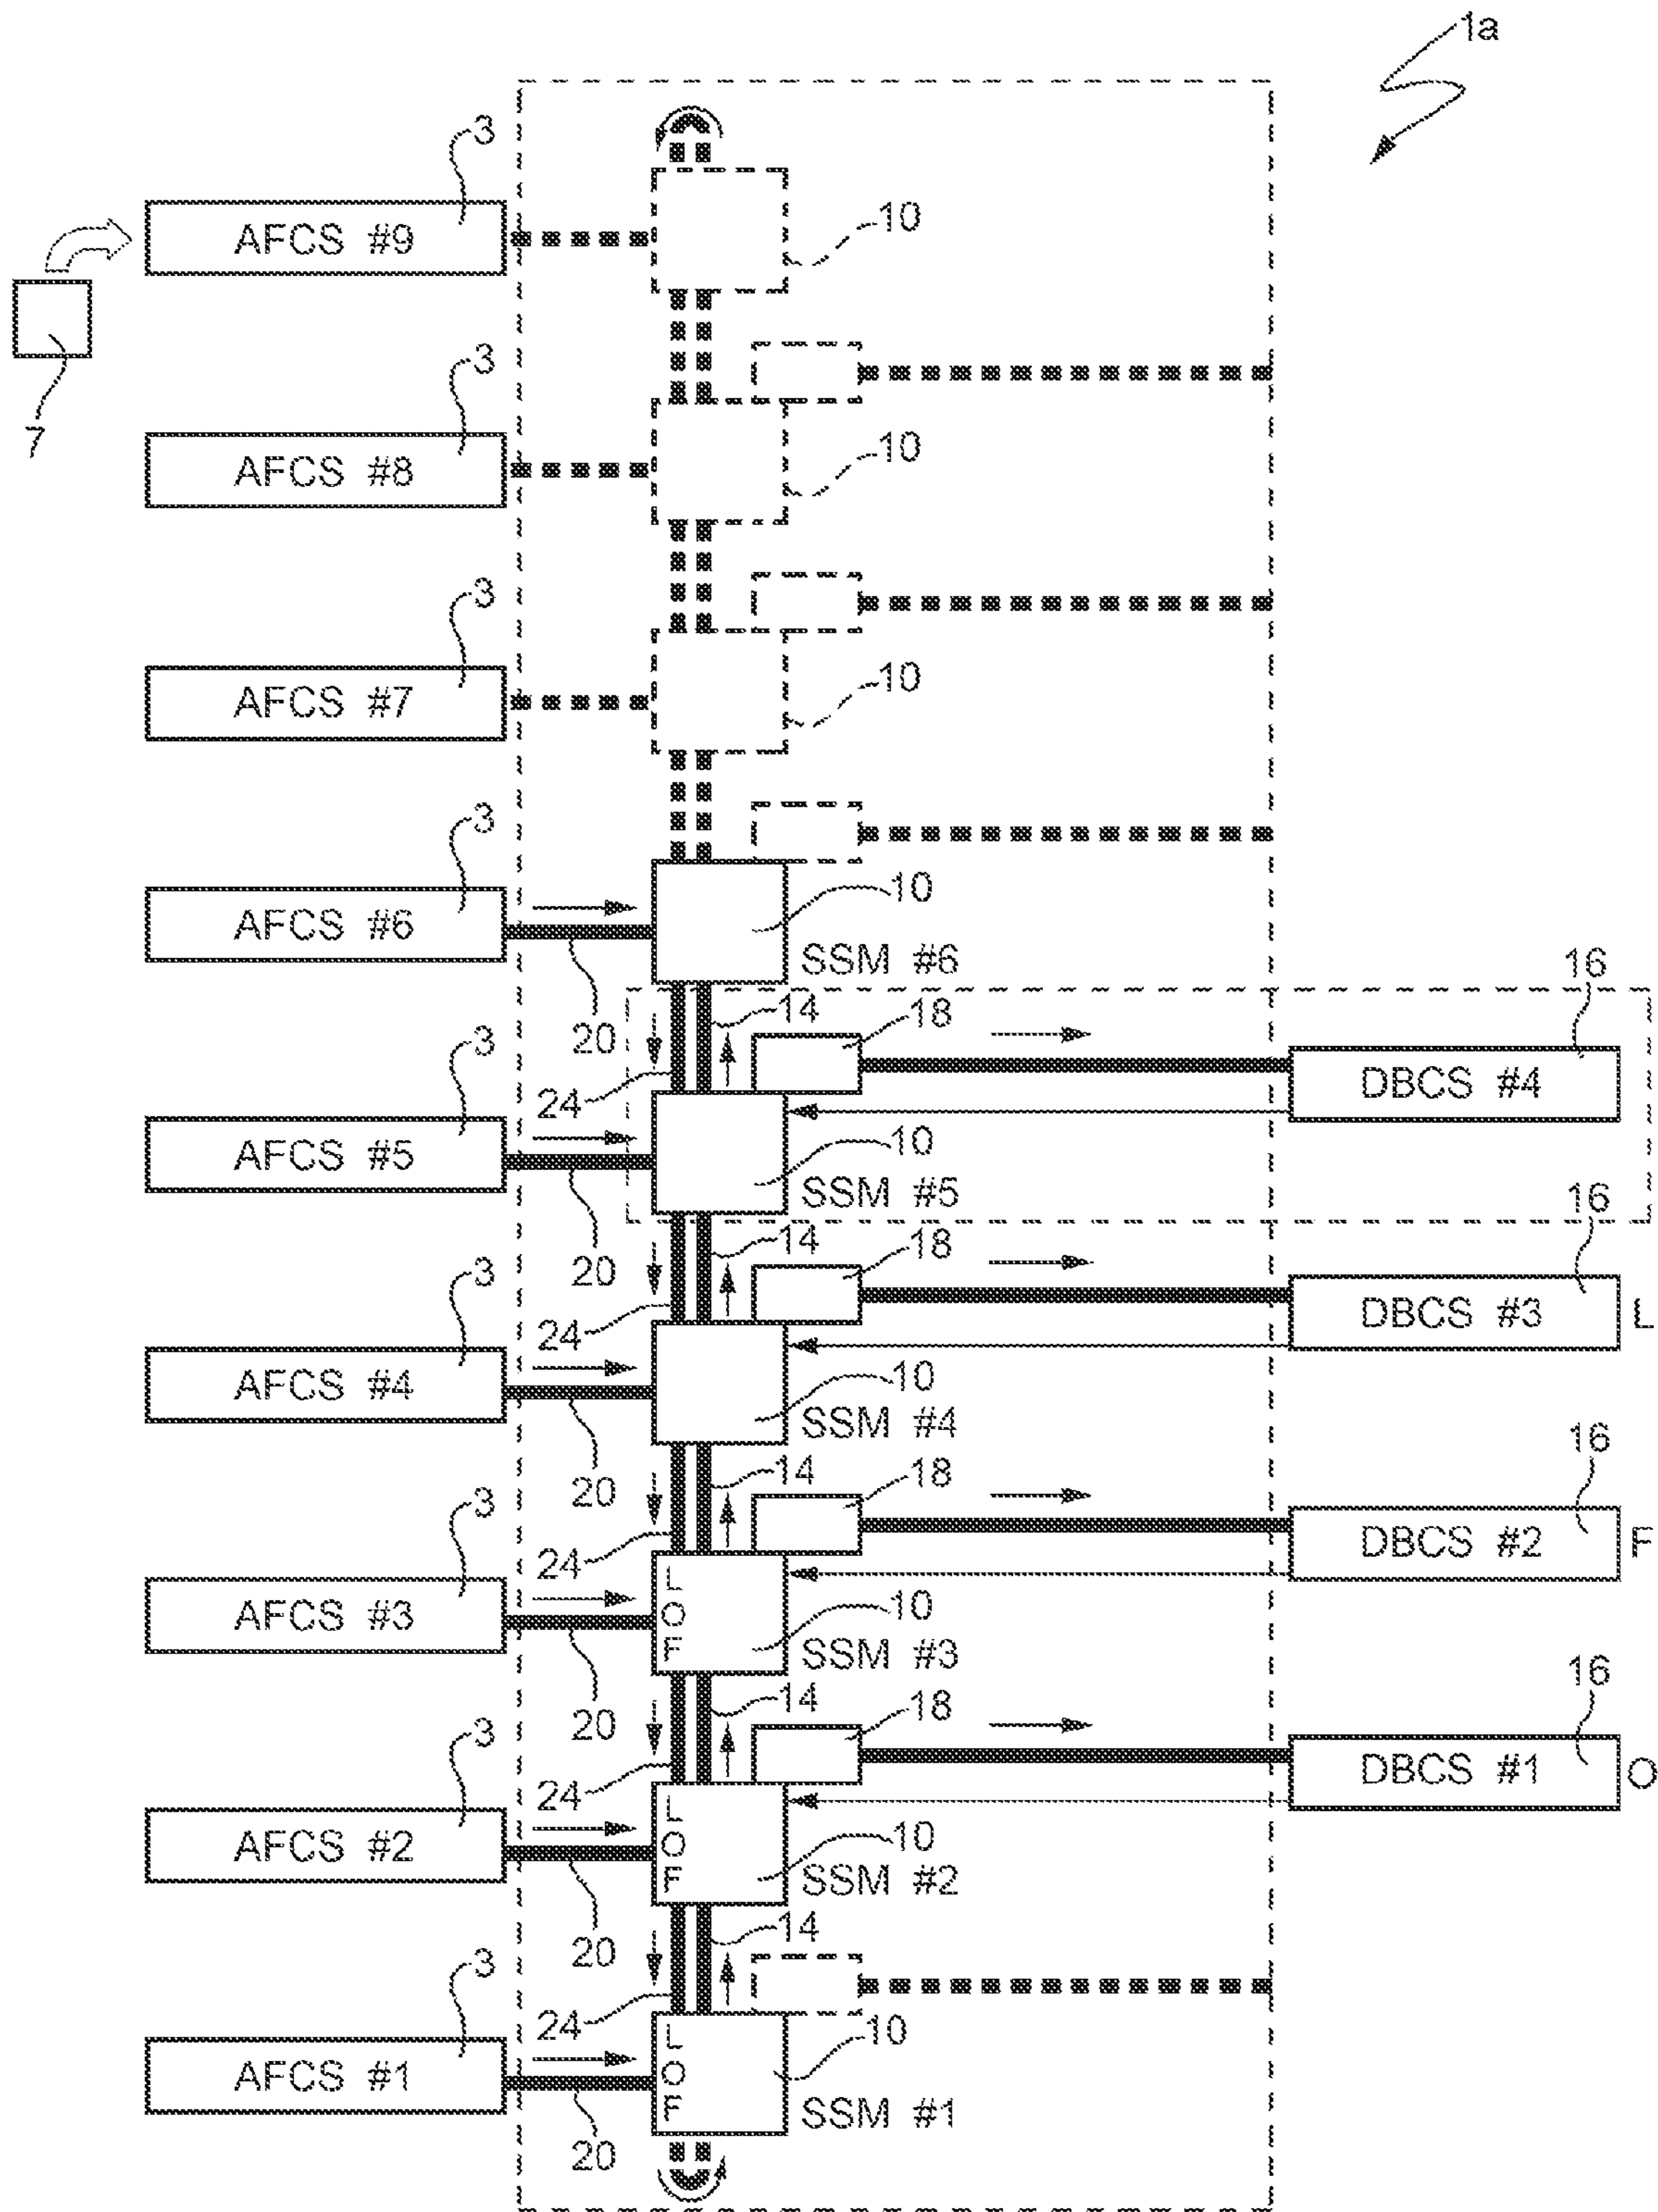 1a
3
AFCS #9
10
7
3
AFCS #8
10
3
AFCS #7
10
3
AFCS #6
10
SSM #6
20
14
18
16
3
24
DBCS #4
AFCS #5
10
SSM #5
20
14
18
16
3
24
DBCS #3 L
AFCS #4
10
SSM #4
20
14
18
16
3
24
DBCS #2 F
L
O
F
AFCS #3
10
SSM #3
20
14
18
16
3
24
DBCS #1 O
L
O
F
AFCS #2
10
SSM #2
20
14
3
24
L
O
F
10
AFCS #1
SSM #1
20